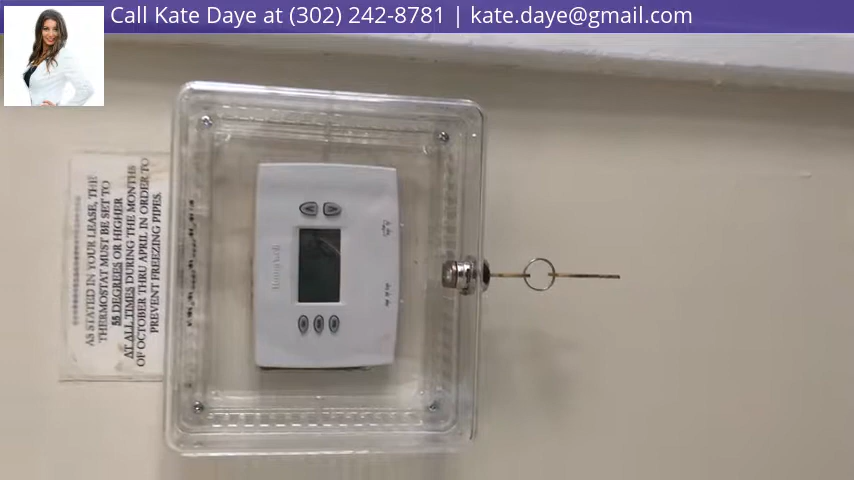 Call Kate Daye at (302) 242-8781 | kate.daye@gmail.com
AS STATED IN YOUR LEASE, THE
THERMOSTAT MUST BE SET TO
55 DEGREES OR HIGHER
AT ALL TIMES DURING THE MONTHS
OF OCTOBER THRU APRIL IN ORDER TO
PREVENT FREEZING PIPES.
Honeywell